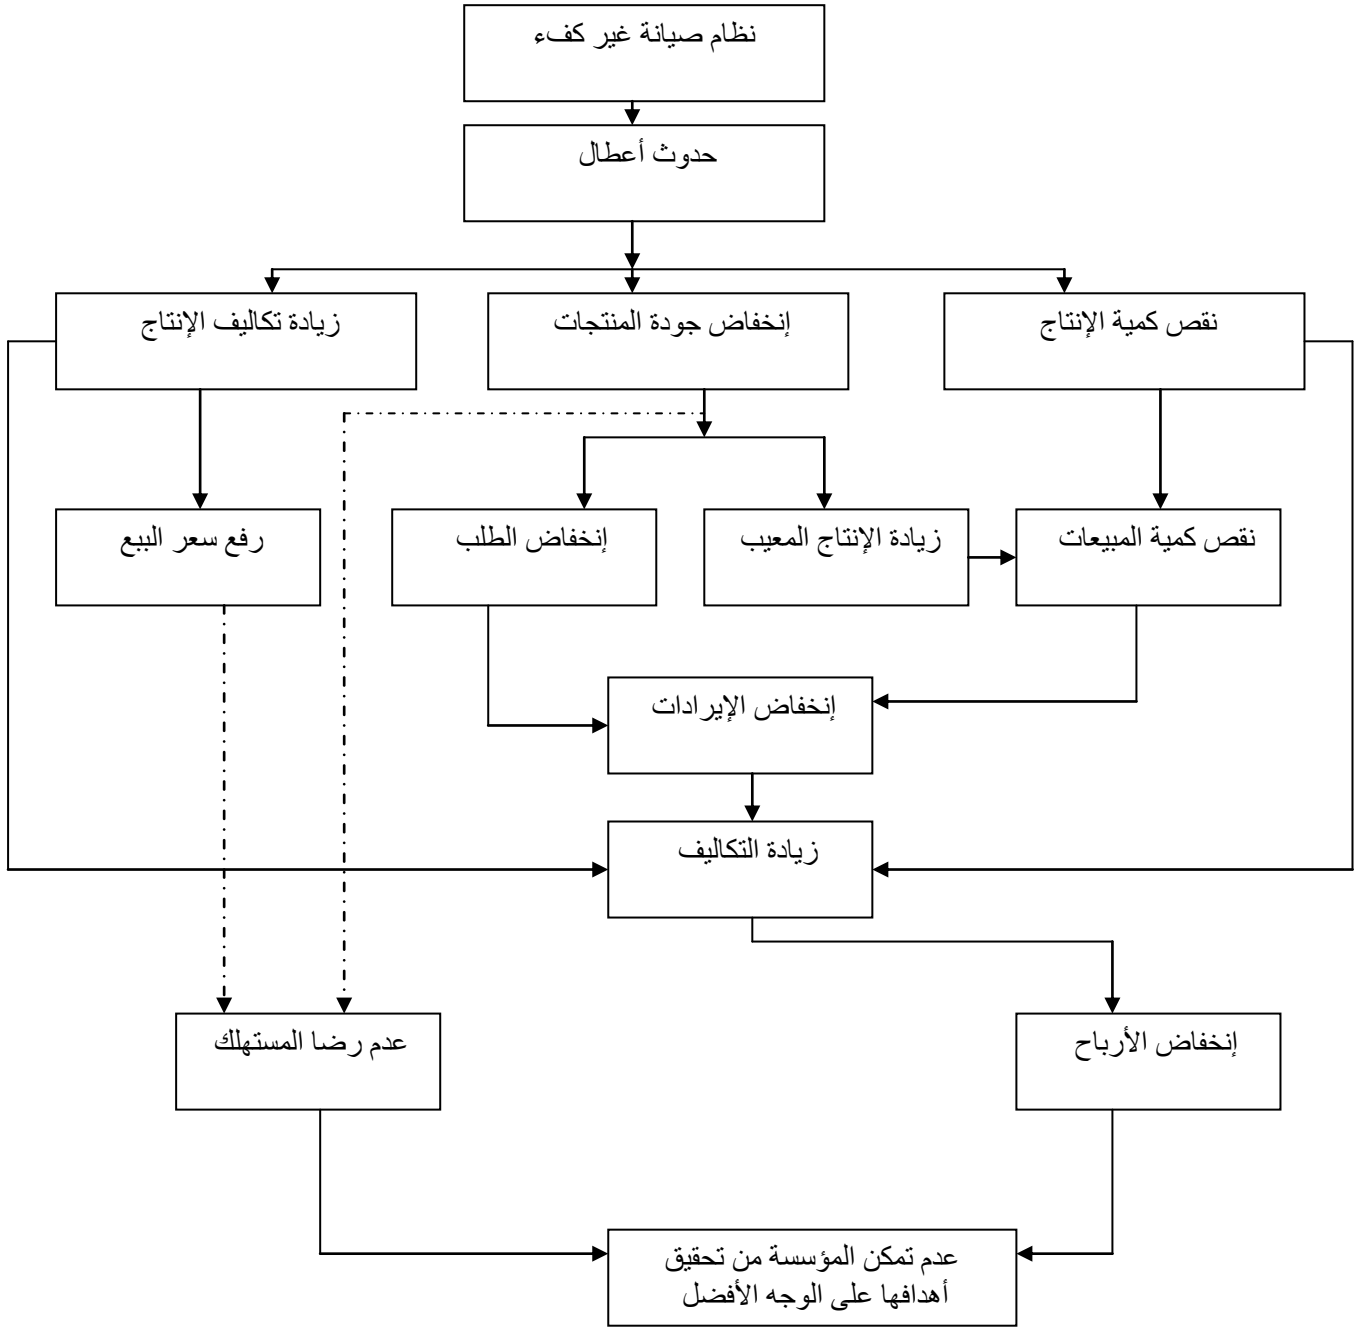 نظام صيانة غير كفء
حدوث أعطال
نقص كمية الإنتاج
إنخفاض جودة المنتجات
زيادة تكاليف الإنتاج
نقص كمية المبيعات
زيادة الإنتاج المعيب
إنخفاض الطلب
رفع سعر البيع
إنخفاض الإيرادات
زيادة التكاليف
إنخفاض الأرباح
عدم رضا المستهلك
عدم تمكن المؤسسة من تحقيق
أهدافها على الوجه الأفضل